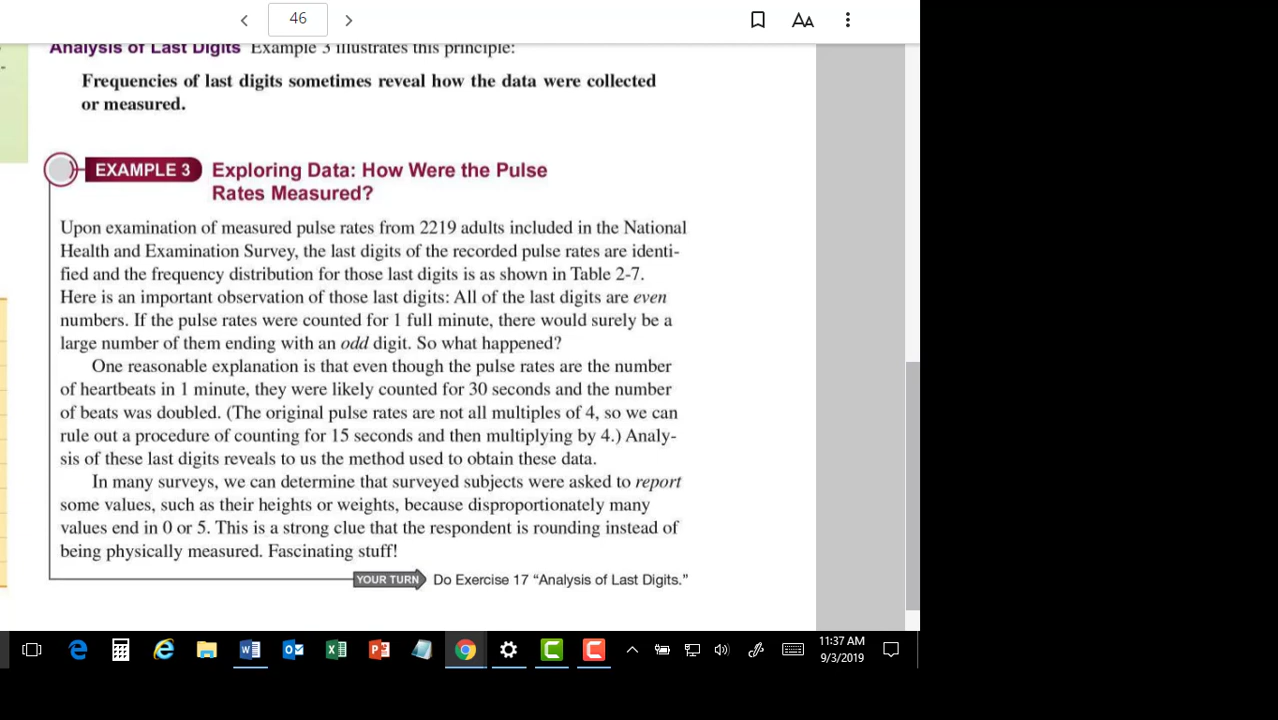 46
Analysis of Last Digits Example 3 illustrates this principle:
Frequencies of last digits sometimes reveal how the data were collected
or measured.
EXAMPLE 3 Exploring Data: How Were the Pulse
Rates Measured?
Upon examination of measured pulse rates from 2219 adults included in the National
Health and Examination Survey, the last digits of the recorded pulse rates are identi-
fied and the frequency distribution for those last digits is as shown in Table 2-7.
Here is an important observation of those last digits: All of the last digits are even
numbers. If the pulse rates were counted for 1 full minute, there would surely be a
large number of them ending with an odd digit. So what happened?
One reasonable explanation is that even though the pulse rates are the number
of heartbeats in 1 minute, they were likely counted for 30 seconds and the number
of beats was doubled. (The original pulse rates are not all multiples of 4, so we can
rule out a procedure of counting for 15 seconds and then multiplying by 4.) Analy-
sis of these last digits reveals to us the method used to obtain these data.
In many surveys, we can determine that surveyed subjects were asked to report
some values, such as their heights or weights, because disproportionately many
values end in 0 or 5. This is a strong clue that the respondent is rounding instead of
being physically measured. Fascinating stuff!
YOUR TURN Do Exercise 17 “Analysis of Last Digits.”
11:37 AM
9/3/2019